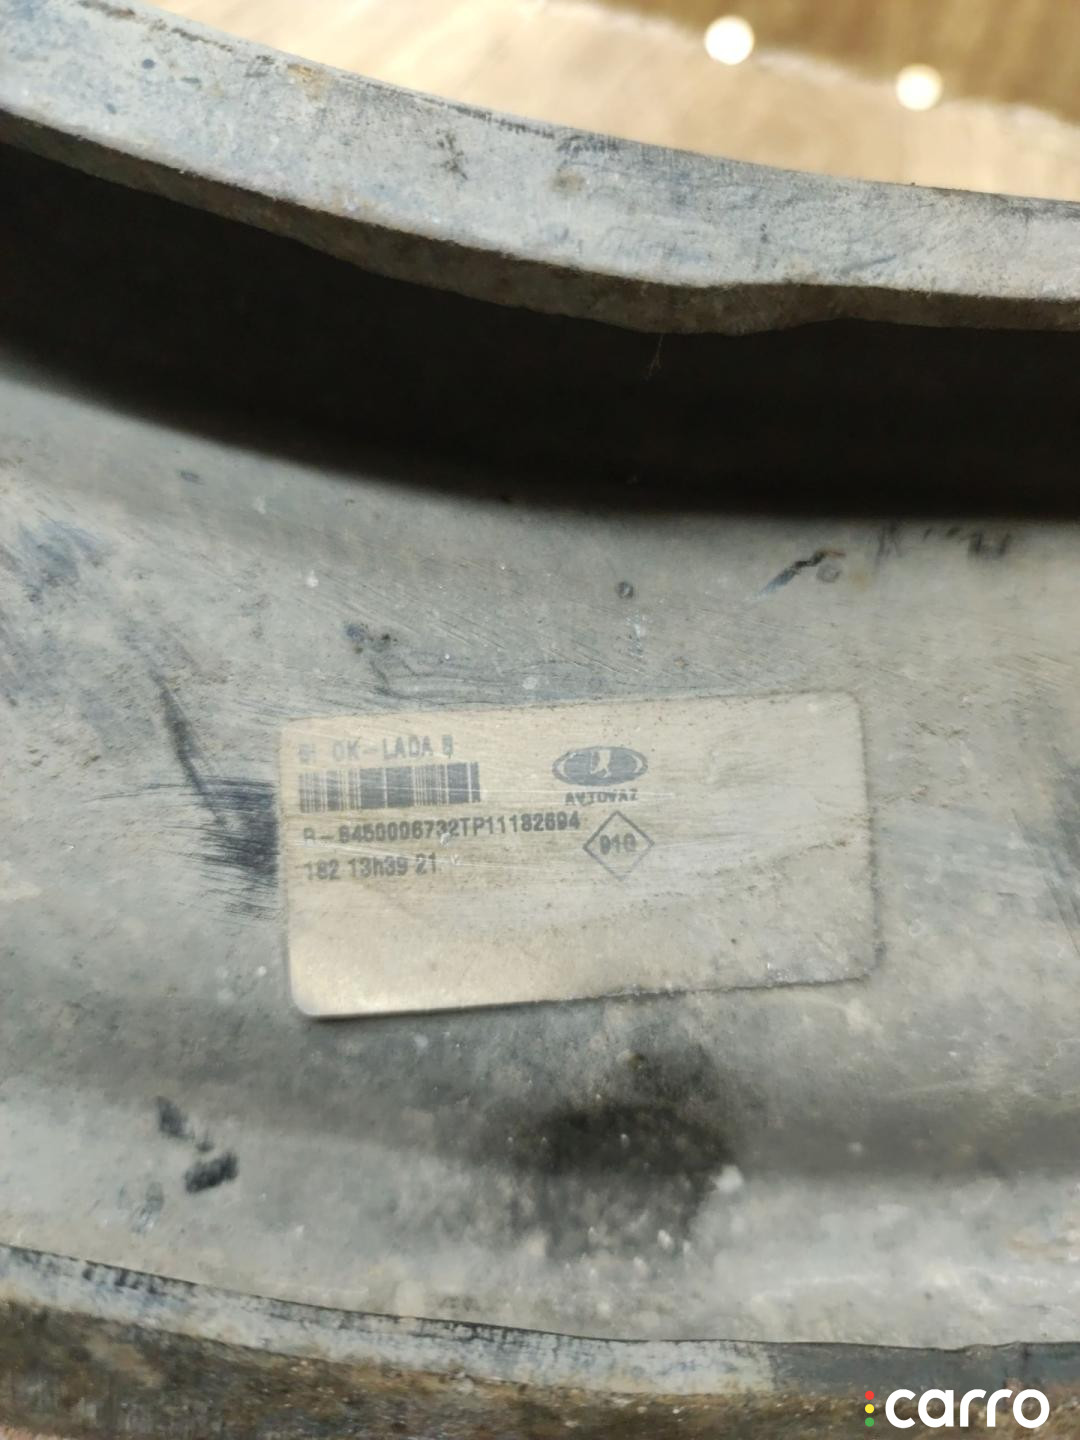 OK-LADA B
AVTOVAZ
R-8450006732TP11182694
910
182 13h39 21
carro